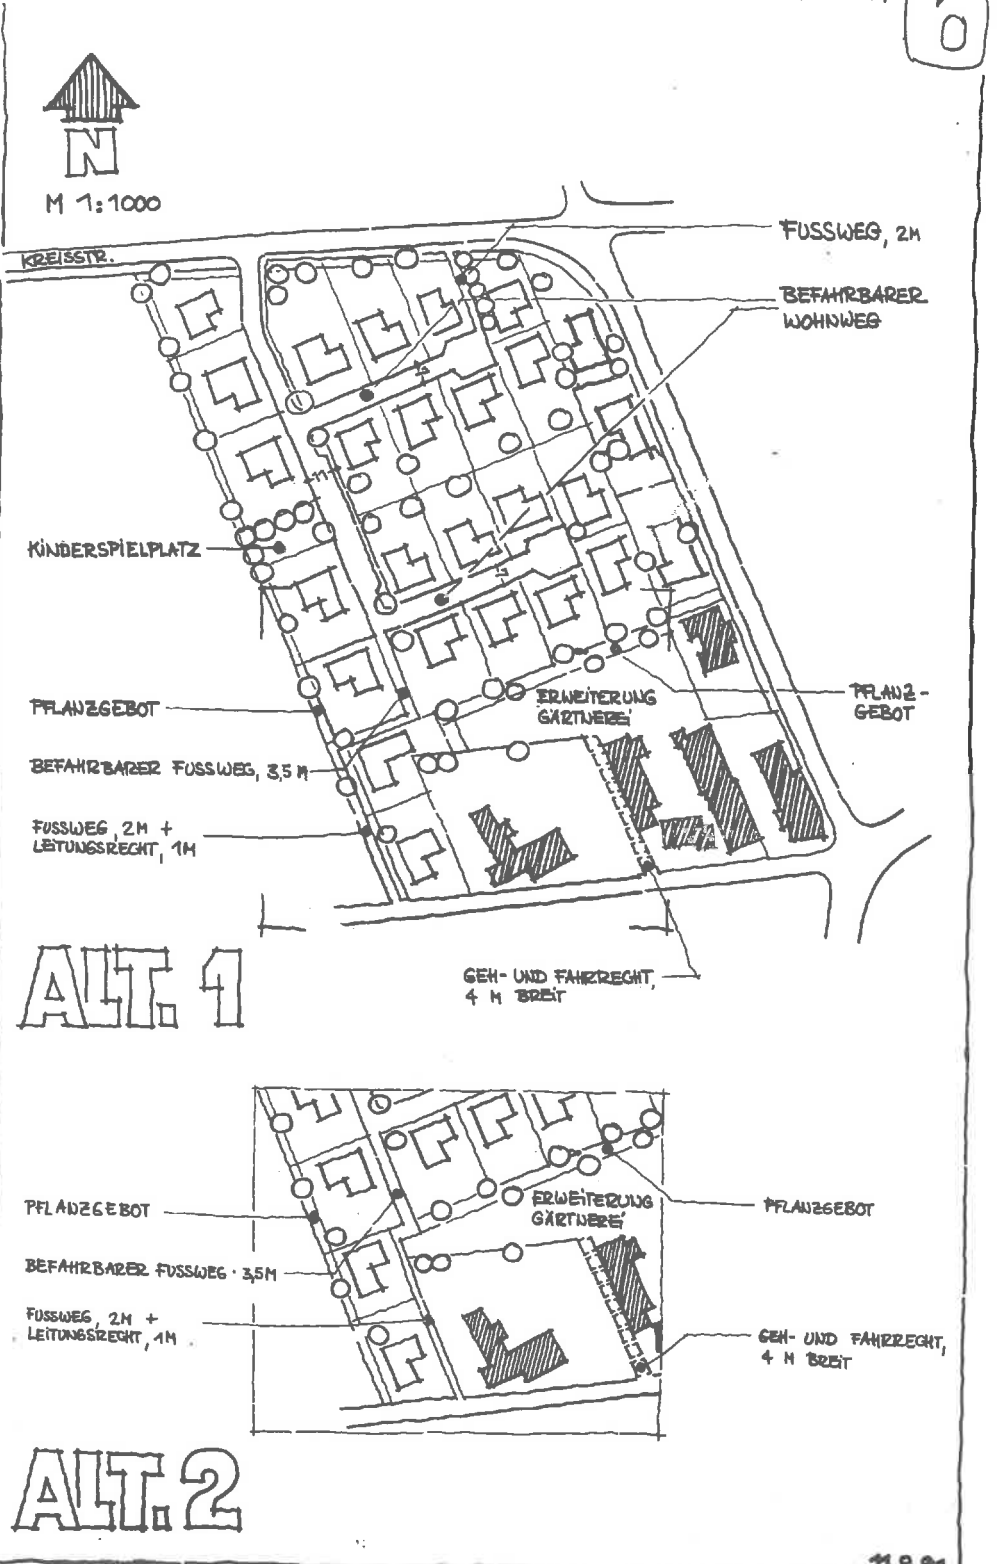 6
N
M 1:1000
KREISSTR.
FUSSWEG, 2M
BEFAHRBARER
WOHNWEG
KINDERSPIELPLATZ
PFLANZGEBOT
ERWEITERUNG
GÄRTNEREI
PFLANZ-
GEBOT
BEFAHRBARER FUSSWEG, 3,5 M
FUSSWEG, 2M +
LEITUNGSRECHT, 1M
ALT. 1
GEH- UND FAHRRECHT,
4 M BREIT
PFLANZGEBOT
ERWEITERUNG
GÄRTNEREI
PFLANZGEBOT
BEFAHRBARER FUSSWEG · 3,5M
FUSSWEG, 2M +
LEITUNGSRECHT, 1M
GEH- UND FAHRRECHT,
4 M BREIT
ALT. 2